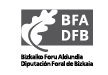 BFA
DFB
Bizkaiko Foru Aldundia
Diputación Foral de Bizkaia